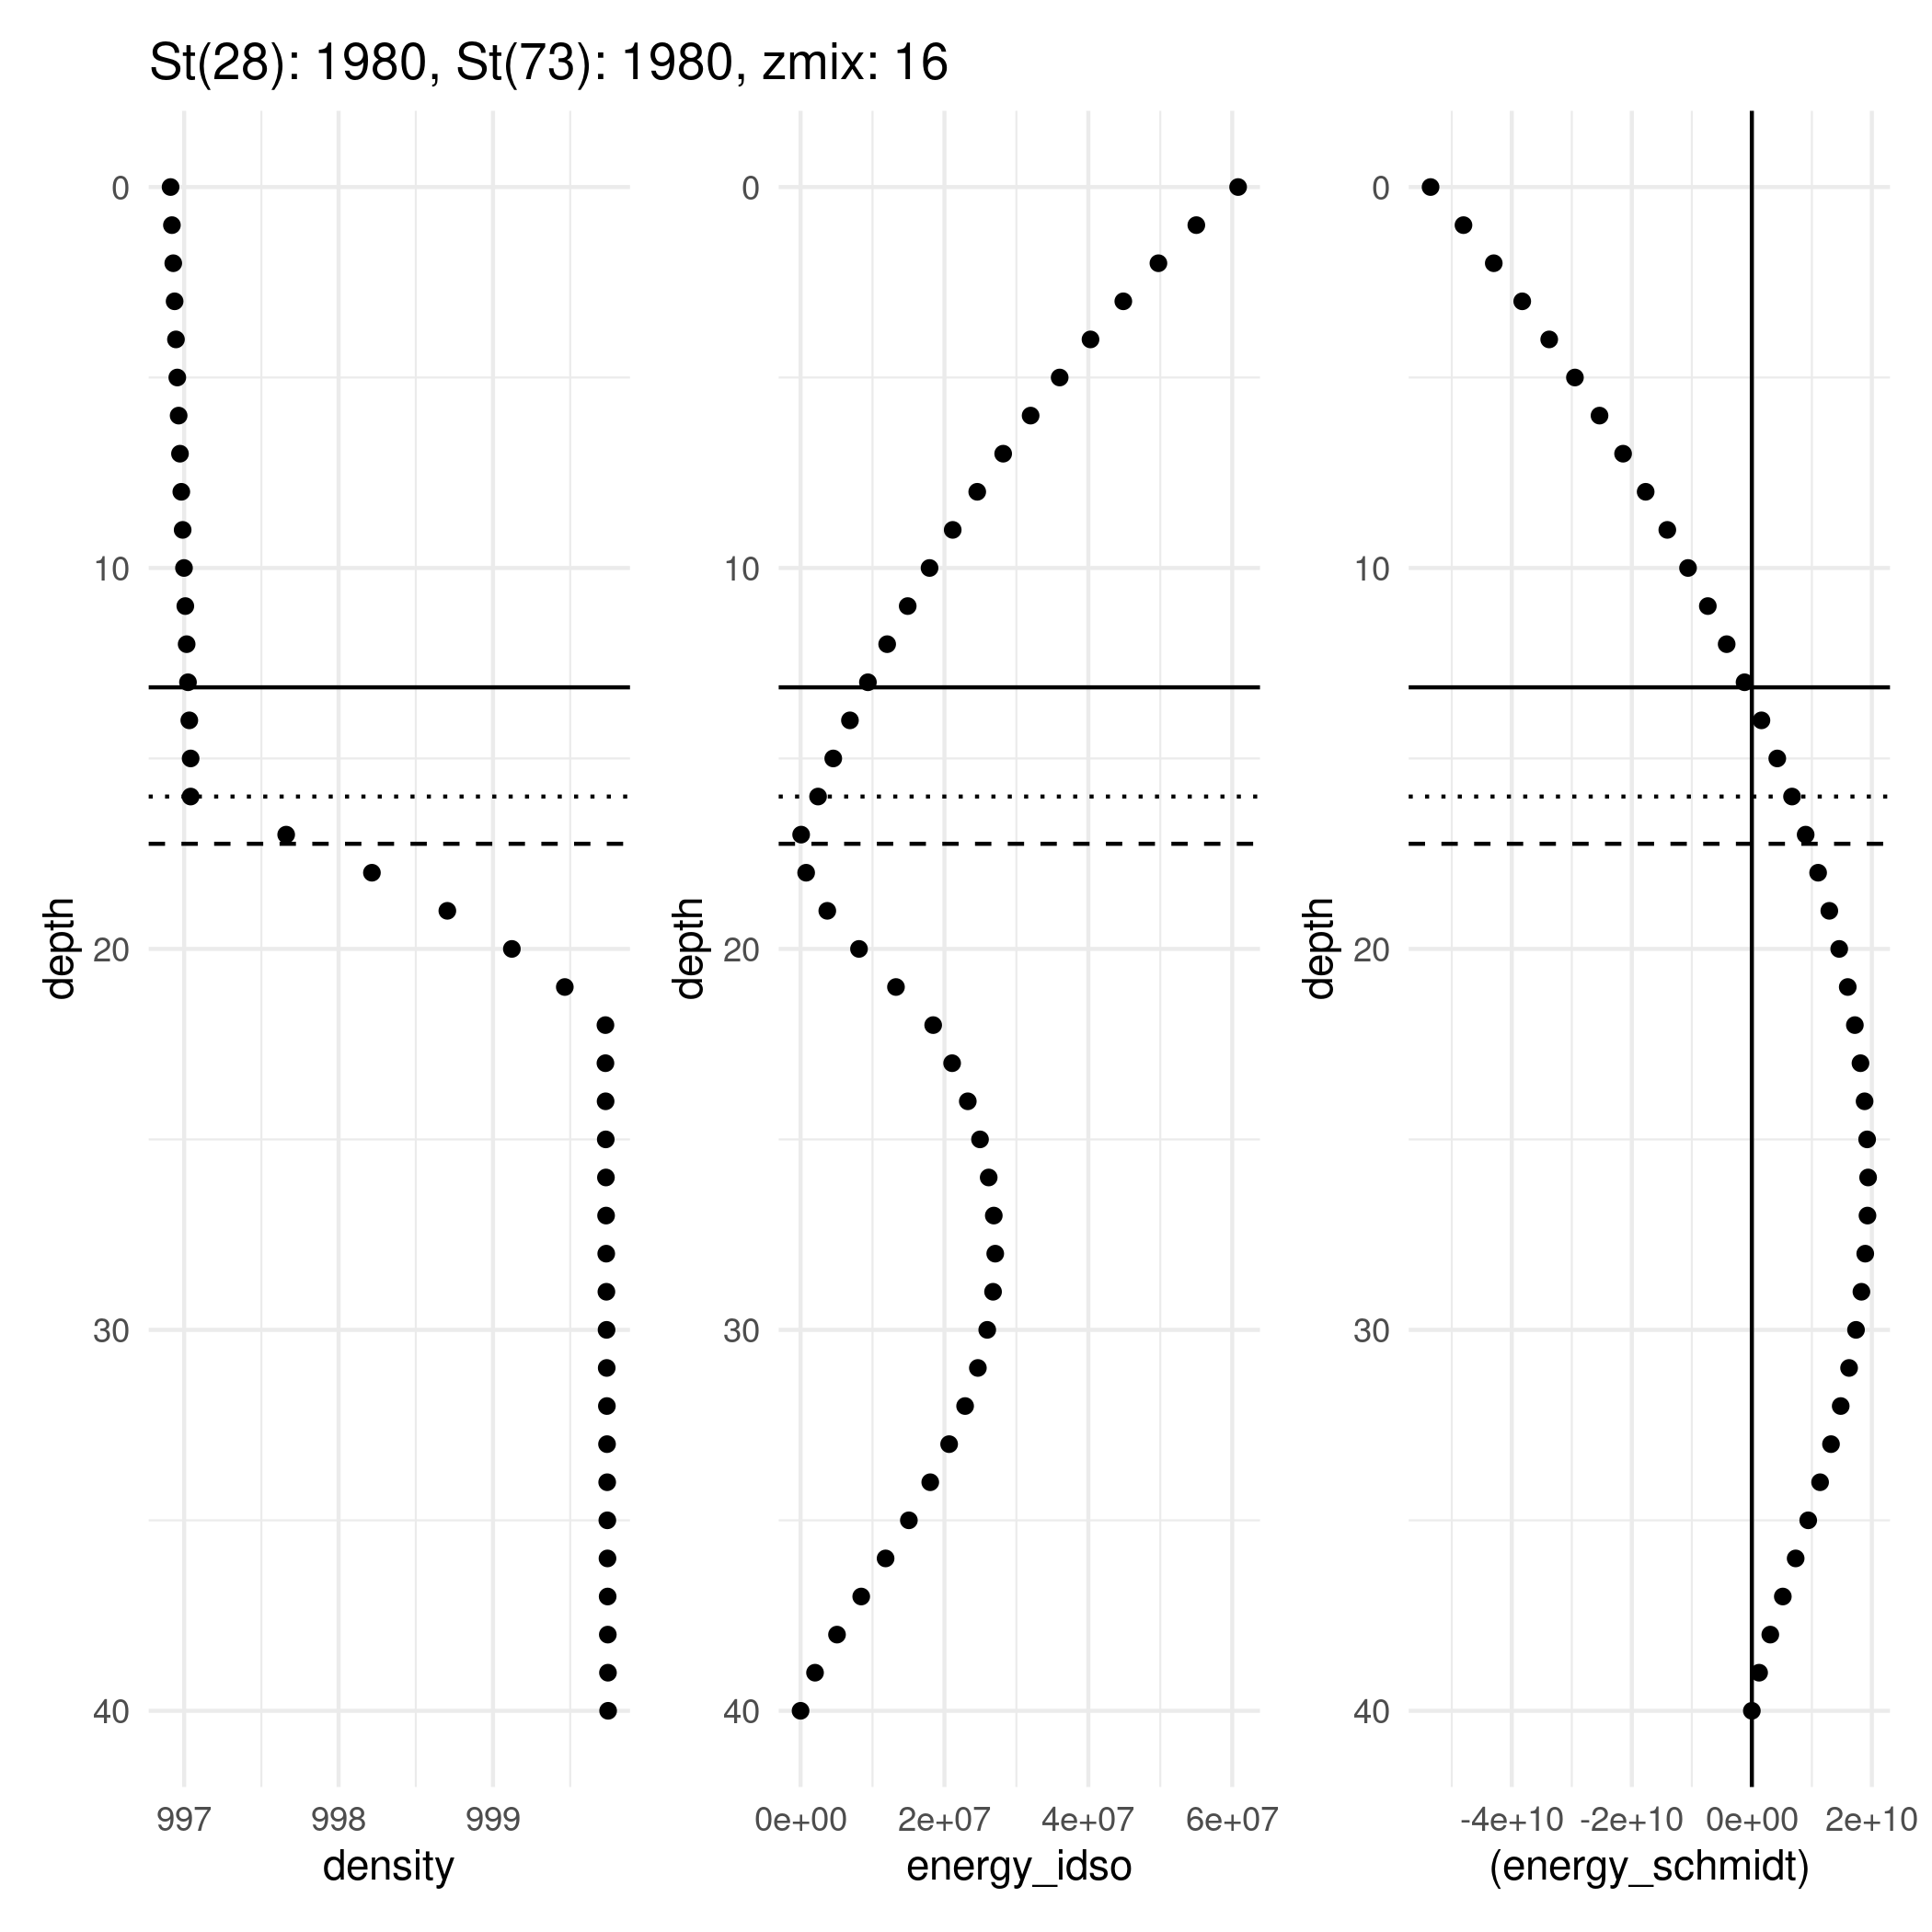 St(28): 1980, St(73): 1980, zmix: 16
depth
0
10
20
30
40
997 998 999
density
depth
0
10
20
30
40
0e+00 2e+07 4e+07 6e+07
energy_idso
depth
0
10
20
30
40
-4e+10 -2e+10 0e+00 2e+10
(energy_schmidt)